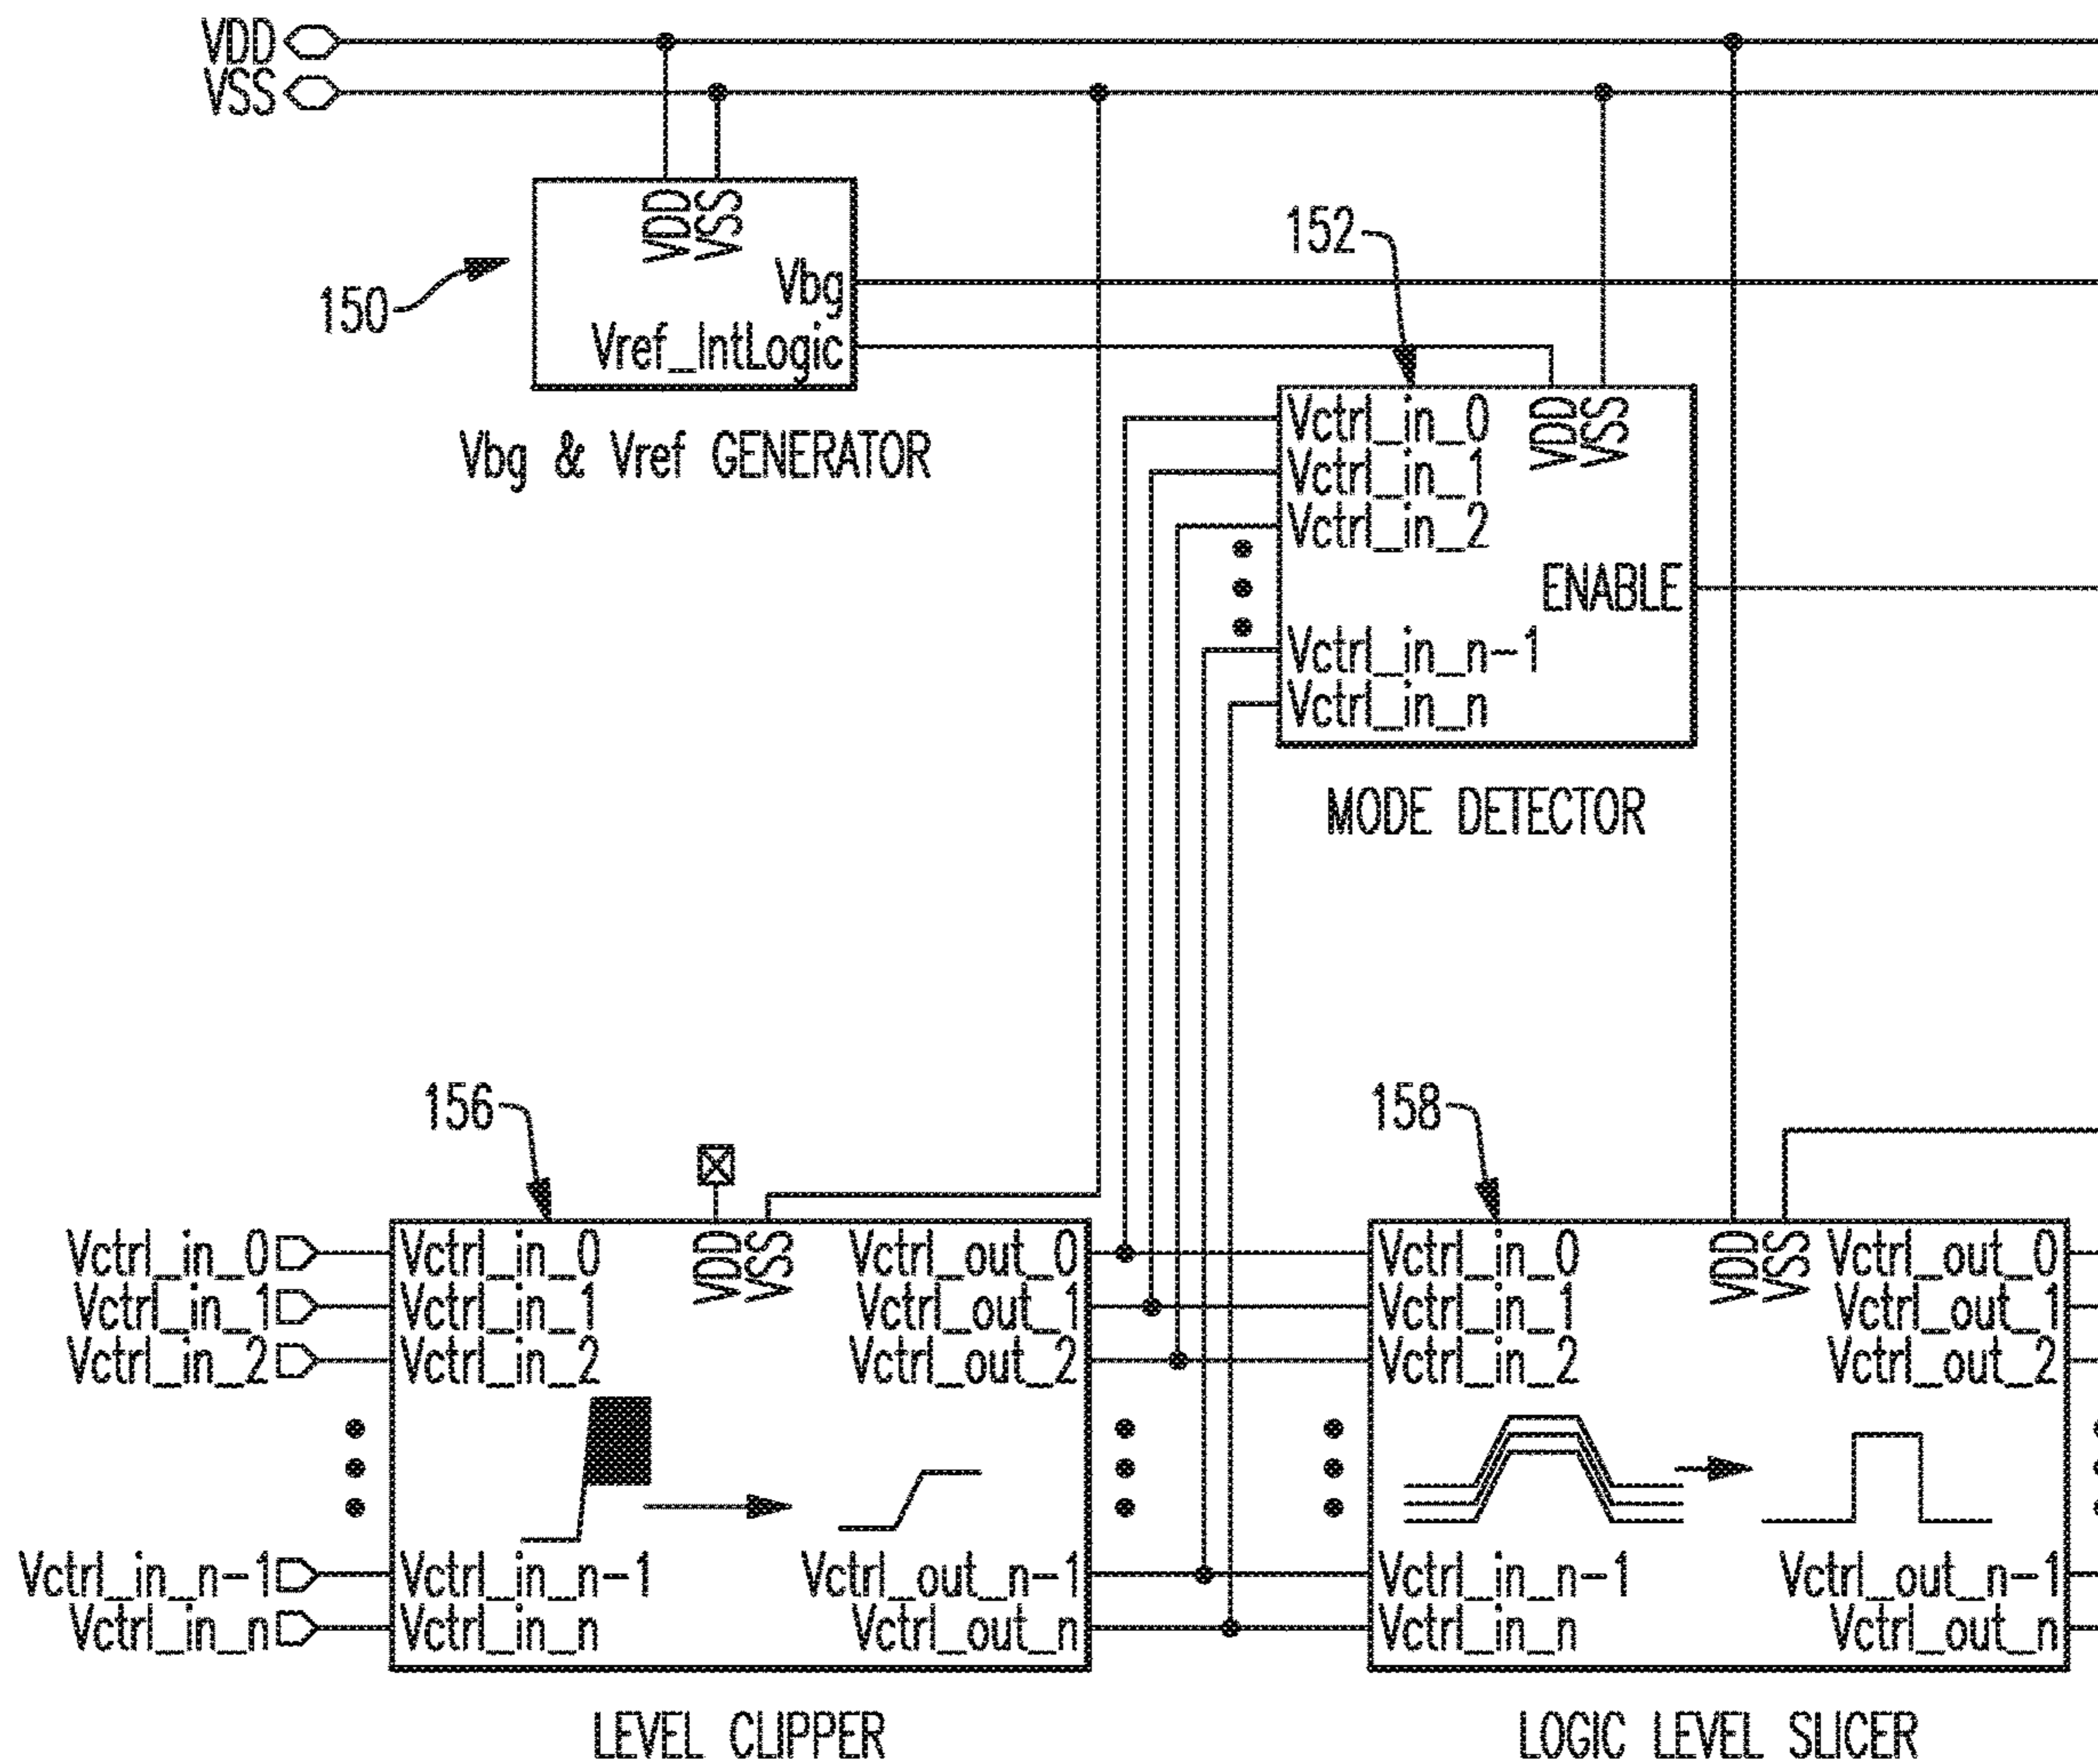 VDD
VSS
VDD
VSS
Vbg
Vref_IntLogic
150
Vbg & Vref GENERATOR
152
Vctrl_in_0
Vctrl_in_1
Vctrl_in_2
VDD
VSS
ENABLE
Vctrl_in_n-1
Vctrl_in_n
MODE DETECTOR
156
Vctrl_in_0
Vctrl_in_1
Vctrl_in_2
Vctrl_in_n-1
Vctrl_in_n
Vctrl_in_0
Vctrl_in_1
Vctrl_in_2
Vctrl_in_n-1
Vctrl_in_n
VDD
VSS
Vctrl_out_0
Vctrl_out_1
Vctrl_out_2
Vctrl_out_n-1
Vctrl_out_n
LEVEL CLIPPER
158
Vctrl_in_0
Vctrl_in_1
Vctrl_in_2
Vctrl_in_n-1
Vctrl_in_n
VDD
VSS
Vctrl_out_0
Vctrl_out_1
Vctrl_out_2
Vctrl_out_n-1
Vctrl_out_n
LOGIC LEVEL SLICER